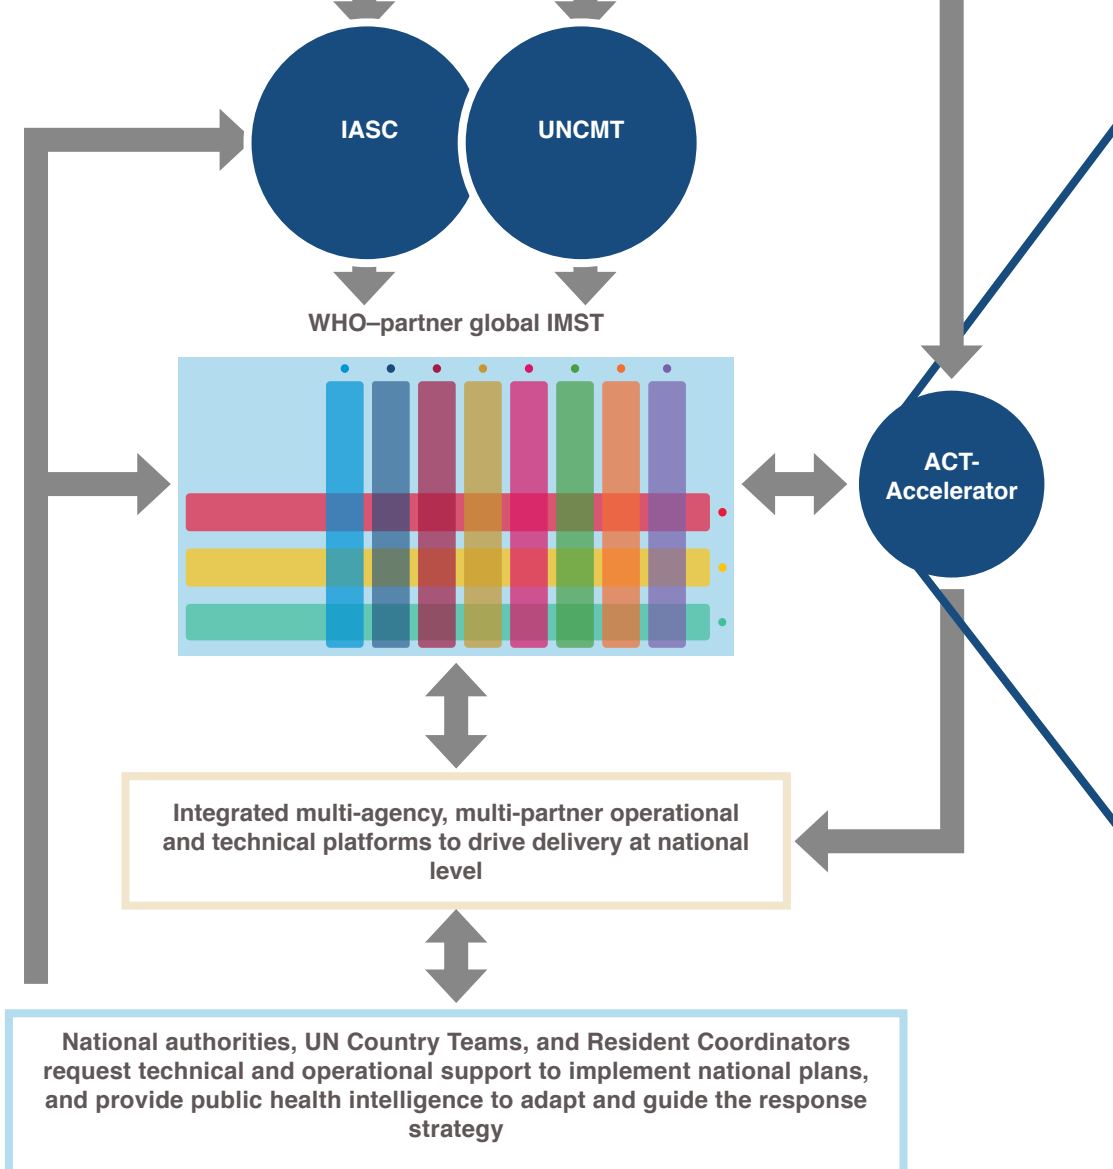 IASC
UNCMT
WHO–partner global IMST
ACT-
Accelerator
Integrated multi-agency, multi-partner operational
and technical platforms to drive delivery at national
level
National authorities, UN Country Teams, and Resident Coordinators
request technical and operational support to implement national plans,
and provide public health intelligence to adapt and guide the response
strategy